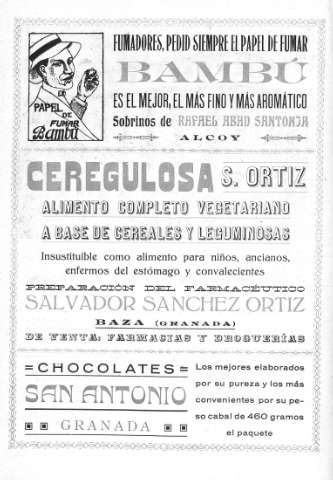 FUMADORES, PEDID SIEMPRE EL PAPEL DE FUMAR
BAMBÚ
ES EL MEJOR, EL MÁS FINO Y MÁS AROMÁTICO
Sobrinos de RAFAEL ABAD SANTONJA
ALCOY
PAPEL
DE
FUMAR
Bambú
CEREGULOSA S. ORTIZ
ALIMENTO COMPLETO VEGETARIANO
A BASE DE CEREALES Y LEGUMINOSAS
Insustituible como alimento para niños, ancianos,
enfermos del estómago y convalecientes
PREPARACIÓN DEL FARMACÉUTICO
SALVADOR SANCHEZ ORTIZ
BAZA (GRANADA)
DE VENTA, FARMACIAS Y DROGUERÍAS
=CHOCOLATES=
SAN ANTONIO
GRANADA
Los mejores elaborados
por su pureza y los más
convenientes por su pe-
so cabal de 460 gramos
el paquete